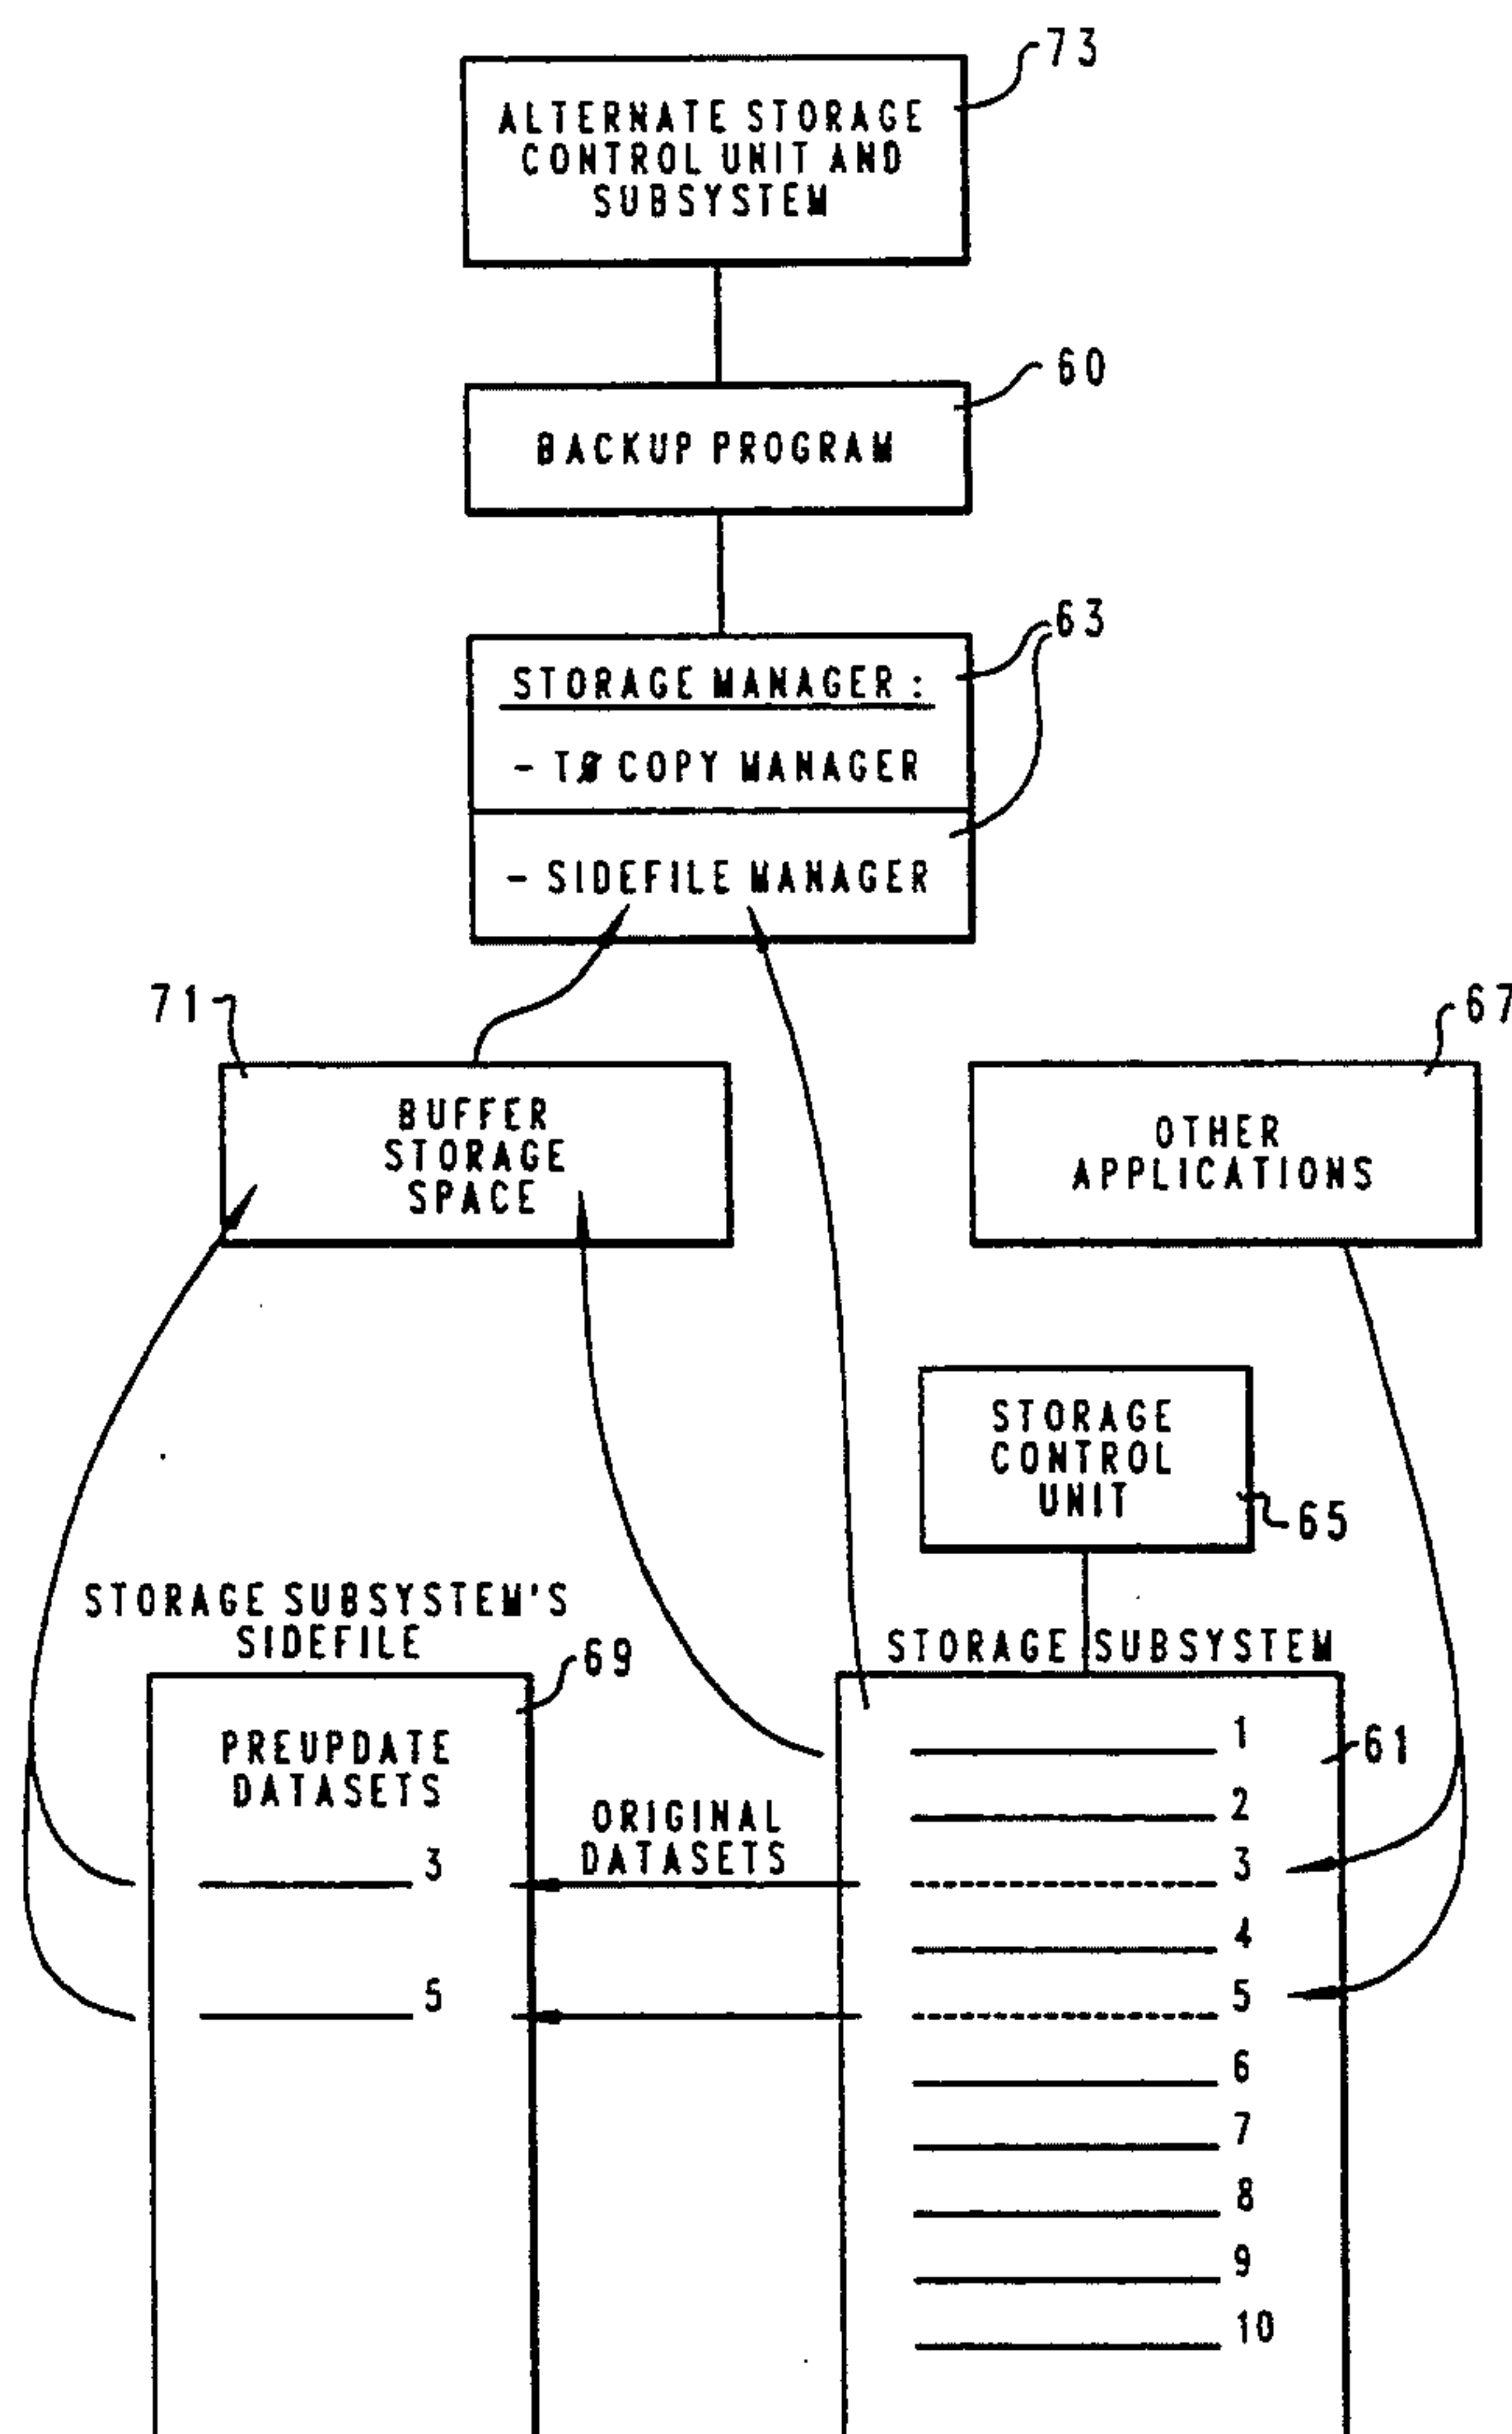 73
ALTERNATE STORAGE
CONTROL UNIT AND
SUBSYSTEM
60
BACKUP PROGRAM
63
STORAGE MANAGER:
- T0 COPY MANAGER
- SIDEFILE MANAGER
71
67
BUFFER
STORAGE
SPACE
OTHER
APPLICATIONS
STORAGE
CONTROL
UNIT
65
STORAGE SUBSYSTEM'S
SIDEFILE
69
STORAGE SUBSYSTEM
61
PREUPDATE
DATASETS
3
5
ORIGINAL
DATASETS
1
2
3
4
5
6
7
8
9
10